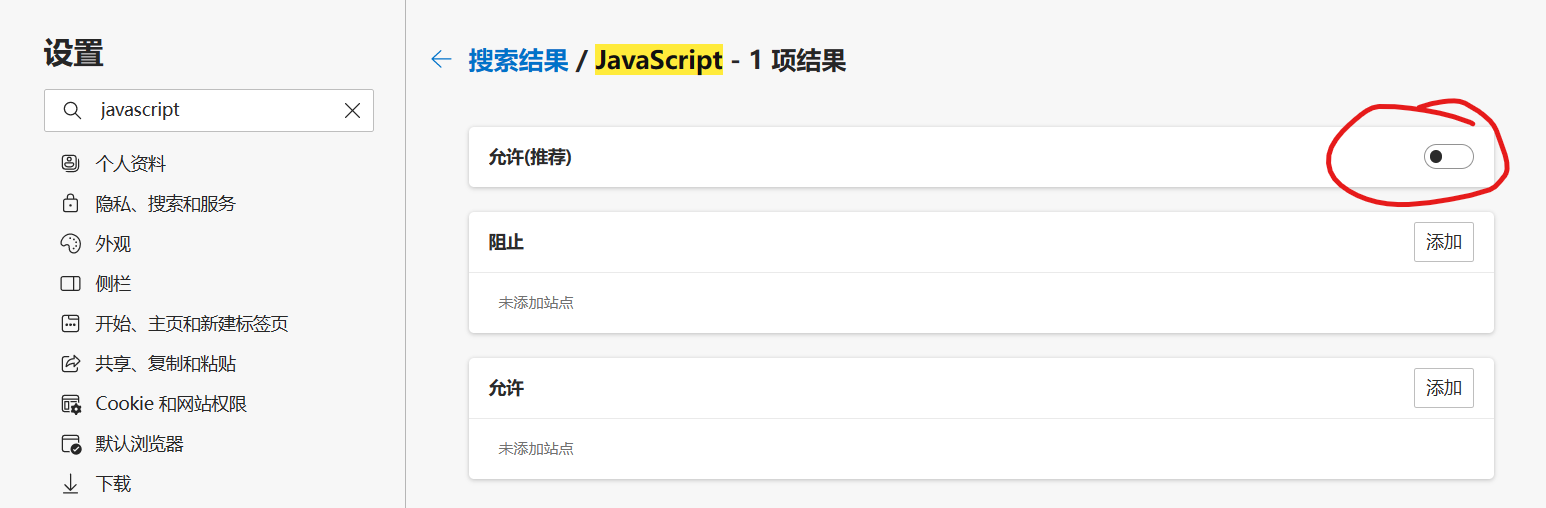 设置
javascript
个人资料
隐私、搜索和服务
外观
侧栏
开始、主页和新建标签页
共享、复制和粘贴
Cookie 和网站权限
默认浏览器
下载
搜索结果 / JavaScript - 1 项结果
允许(推荐)
阻止
添加
未添加站点
允许
添加
未添加站点